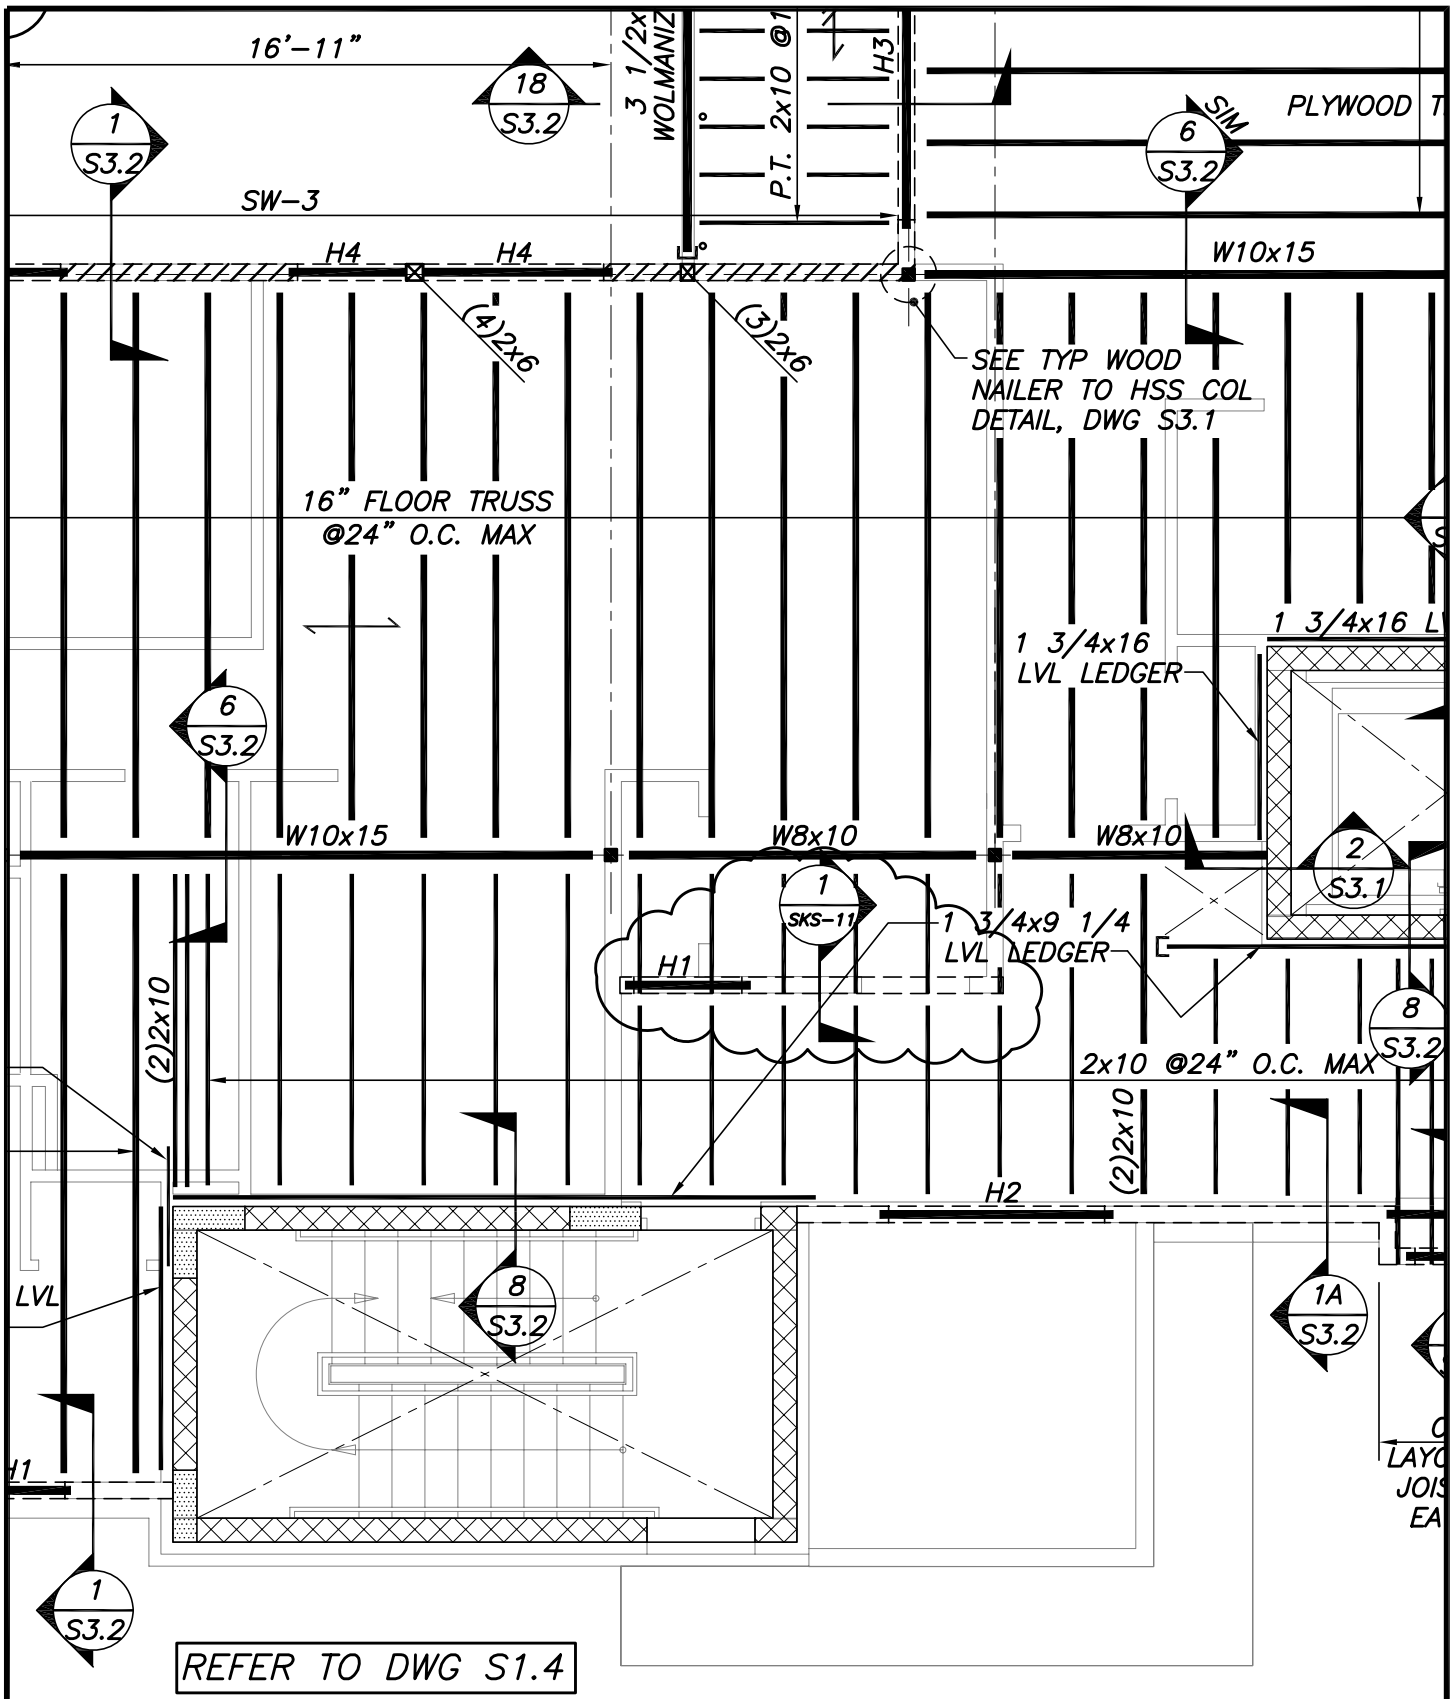 16'-11"
3 1/2x
WOLMANIZ
P.T. 2x10 @1
H3
18
S3.2
1
S3.2
6
S3.2
SIM
PLYWOOD T
SW-3
H4
H4
W10x15
(4)2x6
(3)2x6
SEE TYP WOOD
NAILER TO HSS COL
DETAIL, DWG S3.1
16" FLOOR TRUSS
@24" O.C. MAX
1 3/4x16 LV
1 3/4x16
LVL LEDGER
6
S3.2
W10x15
W8x10
W8x10
2
S3.1
1
SKS-11
1 3/4x9 1/4
LVL LEDGER
H1
(2)2x10
8
S3.2
2x10 @24" O.C. MAX
(2)2x10
H2
LVL
8
S3.2
1A
S3.2
H1
LAYO
JOIS
EA
1
S3.2
REFER TO DWG S1.4